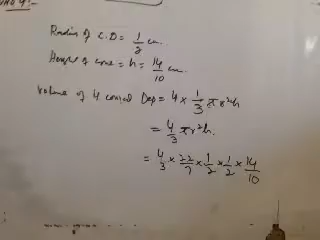 Radius of C.D = 1/2 cm.
Height of cone = h = 14/10 cm.
Volume of 4 conical Dep = 4 × 1/3 πr²h
= 4/3 πr²h.
= 4/3 × 22/7 × 1/2 × 1/2 × 14/10